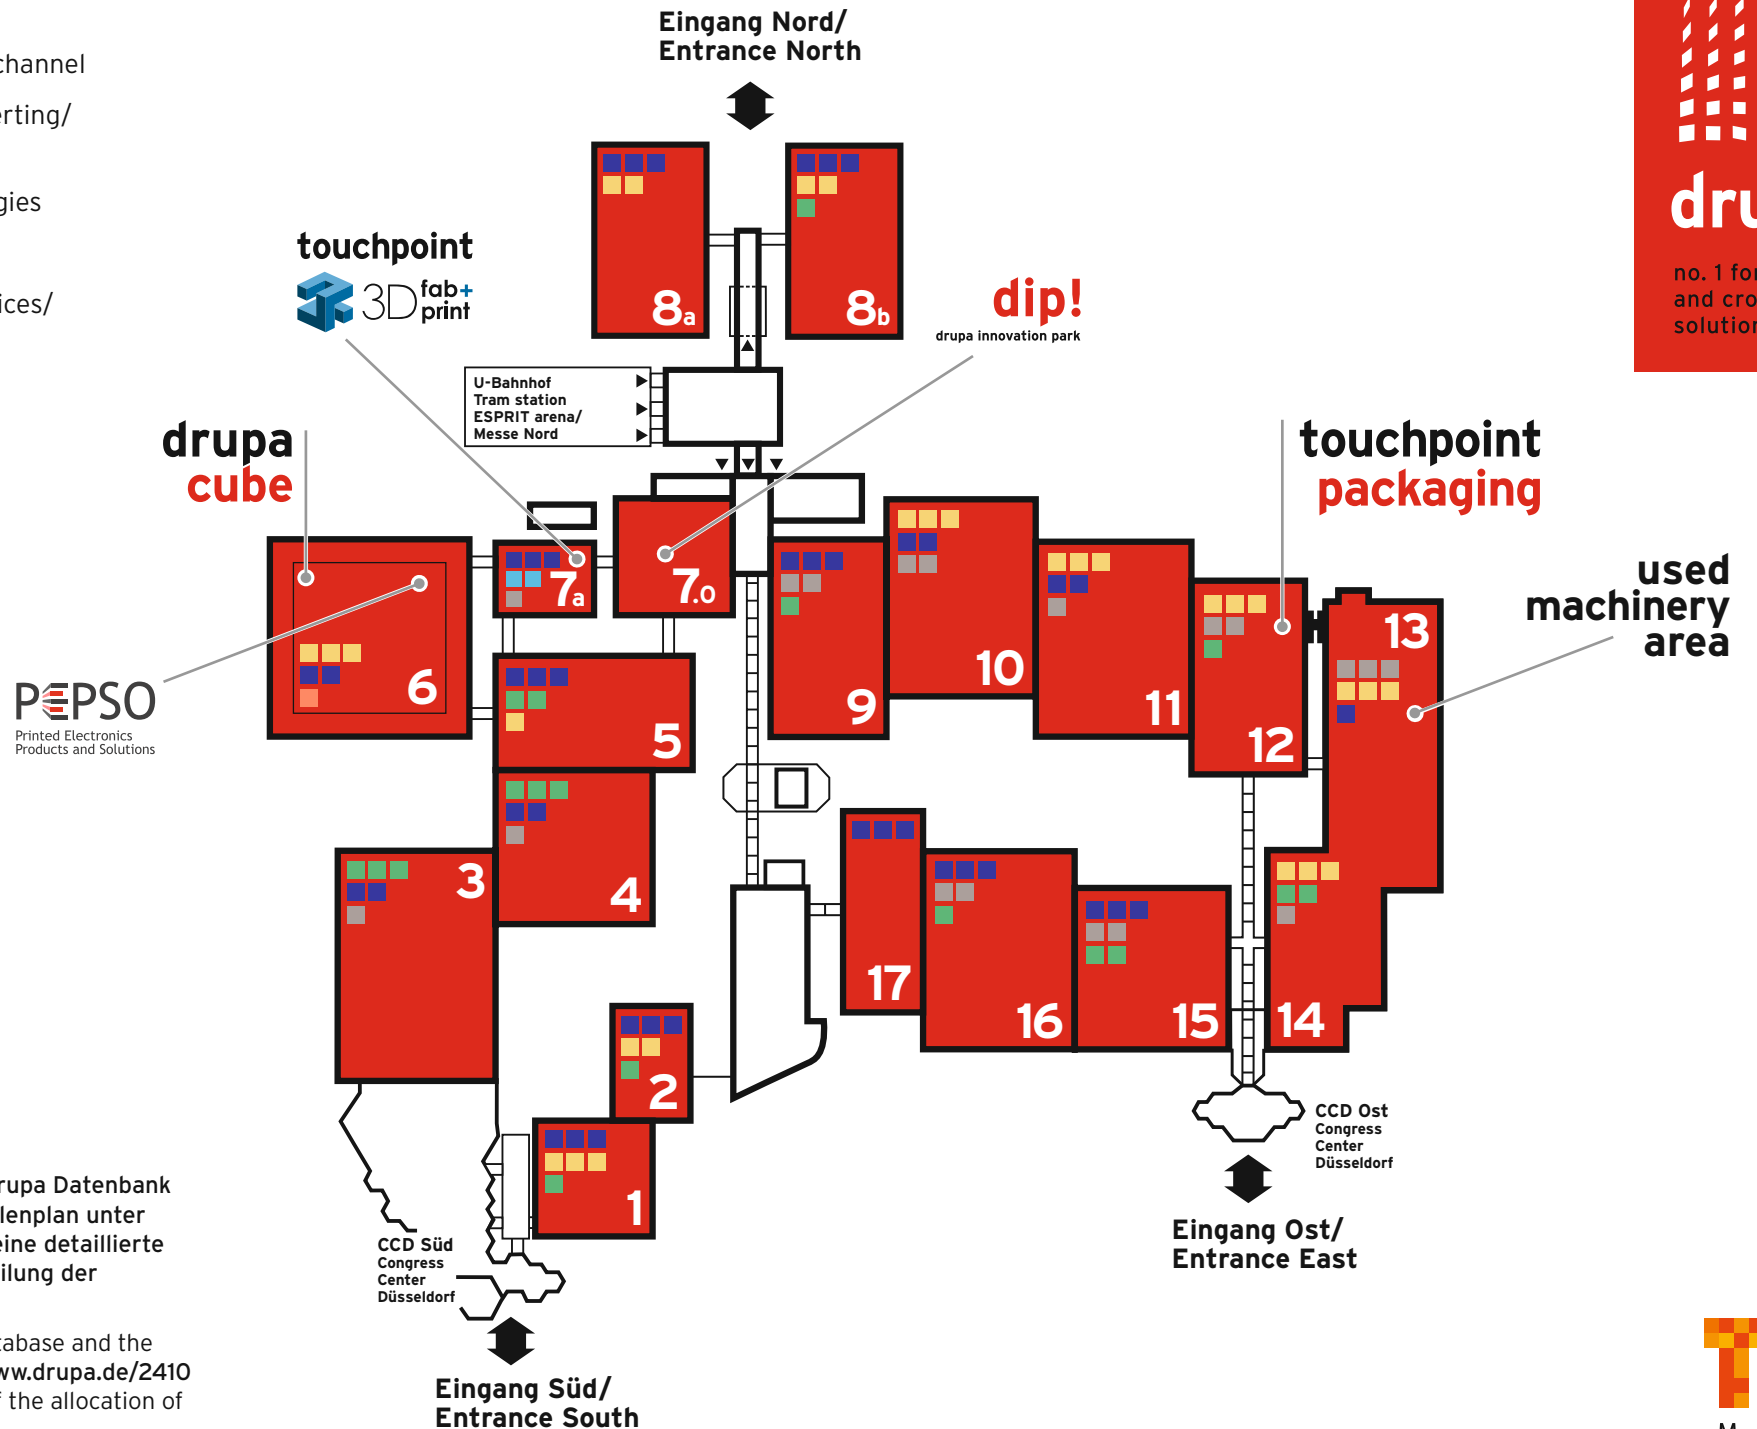 Eingang Nord/
Entrance North
channel
erting/
gies
ices/
touchpoint
3D fab+
print
8a
8b
dip!
drupa innovation park
dru
no. 1 for
and cro
solution
U-Bahnhof
Tram station
ESPRIT arena/
Messe Nord
drupa
cube
touchpoint
packaging
used
machinery
area
7a
7.0
6
5
9
10
11
12
13
PEPSO
Printed Electronics
Products and Solutions
3
4
17
16
15
14
2
1
CCD Ost
Congress
Center
Düsseldorf
Eingang Ost/
Entrance East
CCD Süd
Congress
Center
Düsseldorf
Eingang Süd/
Entrance South
rupa Datenbank
lenplan unter
eine detaillierte
ilung der
tabase and the
ww.drupa.de/2410
f the allocation of